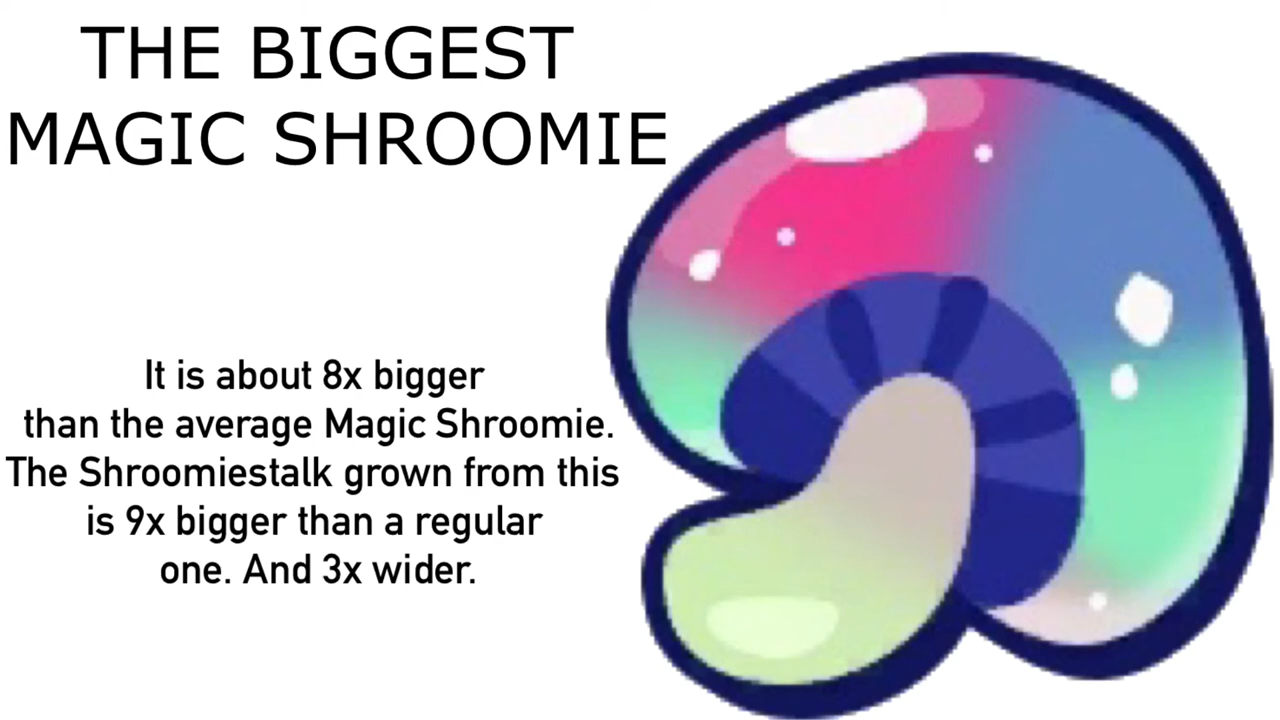 THE BIGGEST
MAGIC SHROOMIE
It is about 8x bigger
than the average Magic Shroomie.
The Shroomiestalk grown from this
is 9x bigger than a regular
one. And 3x wider.